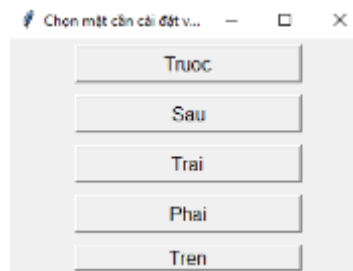 Chọn mặt cần cài đặt v...
Truoc
Sau
Trai
Phai
Tren